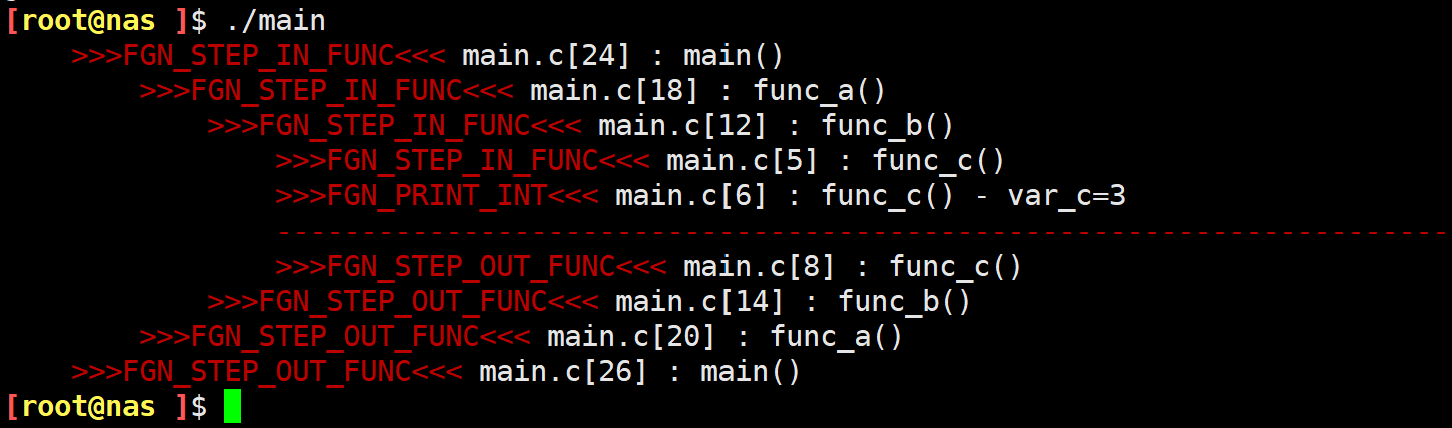 [root@nas ]$ ./main
    >>>FGN_STEP_IN_FUNC<<< main.c[24] : main()
        >>>FGN_STEP_IN_FUNC<<< main.c[18] : func_a()
            >>>FGN_STEP_IN_FUNC<<< main.c[12] : func_b()
                >>>FGN_STEP_IN_FUNC<<< main.c[5] : func_c()
                >>>FGN_PRINT_INT<<< main.c[6] : func_c() - var_c=3
                ---------------------------------------------------------------------
                >>>FGN_STEP_OUT_FUNC<<< main.c[8] : func_c()
            >>>FGN_STEP_OUT_FUNC<<< main.c[14] : func_b()
        >>>FGN_STEP_OUT_FUNC<<< main.c[20] : func_a()
    >>>FGN_STEP_OUT_FUNC<<< main.c[26] : main()
[root@nas ]$